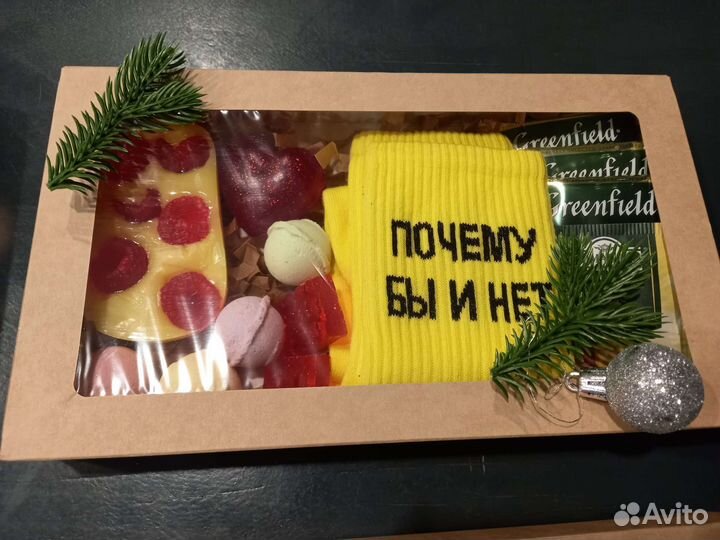 Greenfield
Greenfield
Greenfield
ПОЧЕМУ
БЫ И НЕТ
Avito